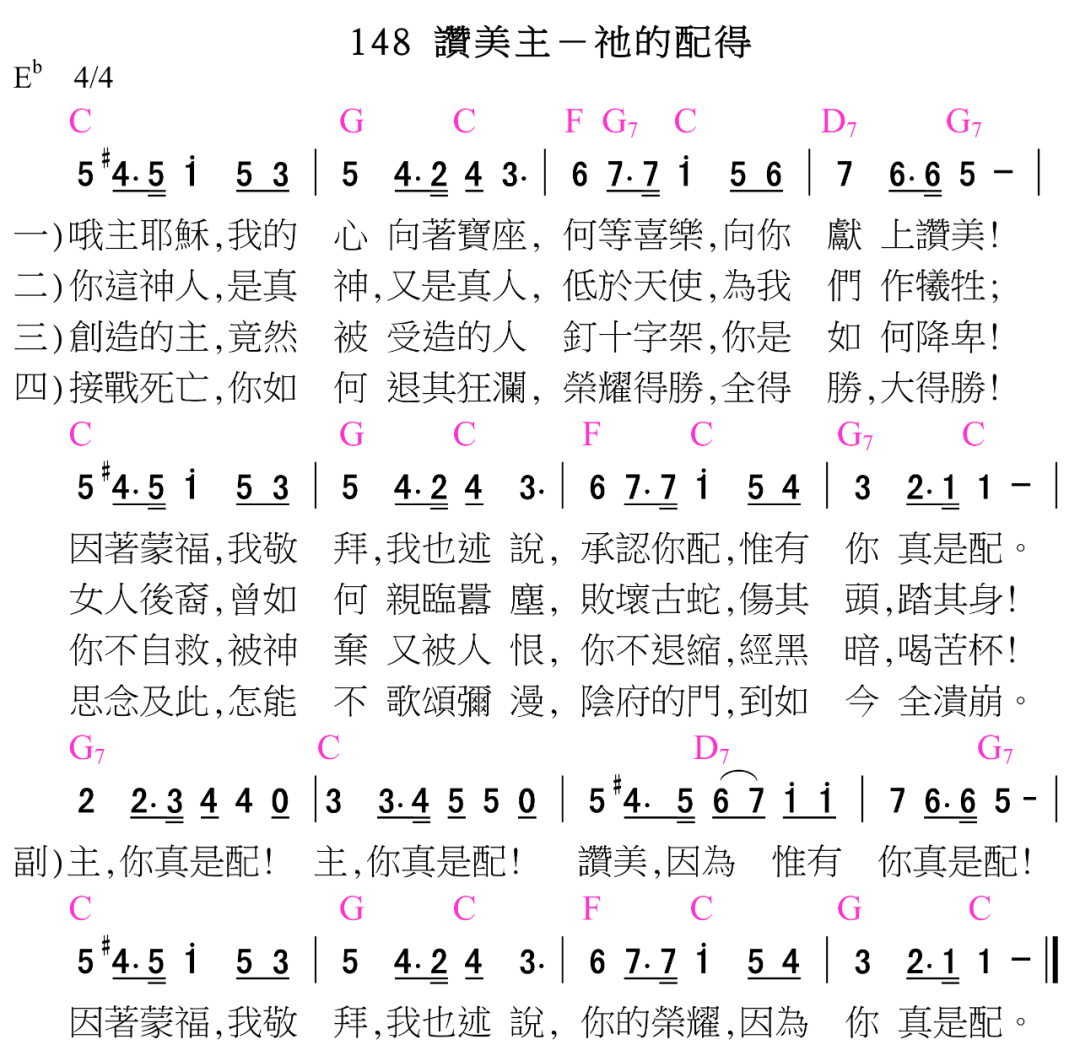 148 讚美主－祂的配得
E♭ 4/4
C G C F G7 C D7 G7
5 #4. 5 i 5 3 | 5 4. 2 4 3. | 6 7. 7 i 5 6 | 7 6. 6 5 － |
一)哦主耶穌,我的 心 向著寶座, 何等喜樂,向你 獻 上讚美!
二)你這神人,是真 神,又是真人, 低於天使,為我 們 作犧牲;
三)創造的主,竟然 被 受造的人 釘十字架,你是 如 何降卑!
四)接戰死亡,你如 何 退其狂瀾, 榮耀得勝,全得 勝,大得勝!
C G C F C G7 C
5 #4. 5 i 5 3 | 5 4. 2 4 3. | 6 7. 7 i 5 4 | 3 2. 1 1 － |
因著蒙福,我敬 拜,我也述 說, 承認你配,惟有 你 真是配。
女人後裔,曾如 何 親臨囂 塵, 敗壞古蛇,傷其 頭,踏其身!
你不自救,被神 棄 又被人 恨, 你不退縮,經黑 暗,喝苦杯!
思念及此,怎能 不 歌頌彌 漫, 陰府的門,到如 今 全潰崩。
G7 C D7 G7
2 2. 3 4 4 0 | 3 3. 4 5 5 0 | 5 #4. 5 6 7 i i | 7 6. 6 5 - |
副)主,你真是配! 主,你真是配! 讚美,因為 惟有 你真是配!
C G C F C G C
5 #4. 5 i 5 3 | 5 4. 2 4 3. | 6 7. 7 i 5 4 | 3 2. 1 1 － ‖
因著蒙福,我敬 拜,我也述 說, 你的榮耀,因為 你 真是配。